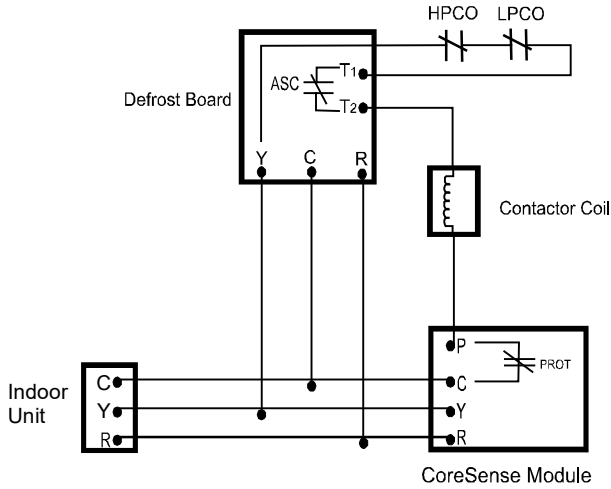 HPCO LPCO
Defrost Board
ASC
T1
T2
Y C R
Contactor Coil
Indoor
Unit
C
Y
R
P
C
Y
R
PROT
CoreSense Module